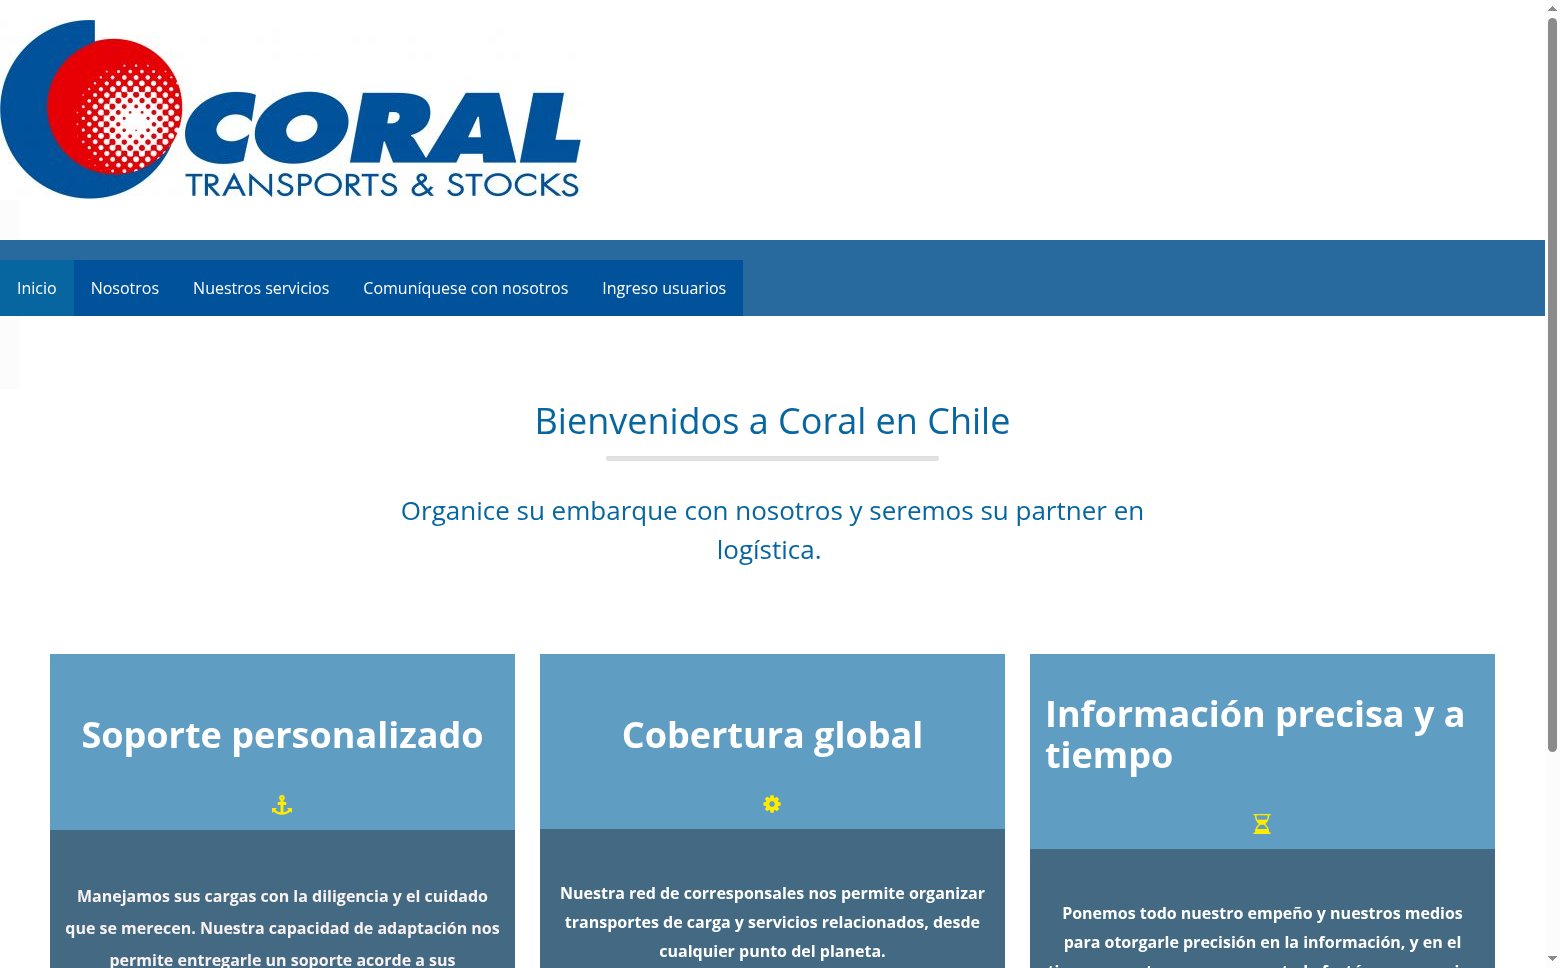 CORAL
TRANSPORTS & STOCKS
Inicio
Nosotros
Nuestros servicios
Comuníquese con nosotros
Ingreso usuarios
Bienvenidos a Coral en Chile
Organice su embarque con nosotros y seremos su partner en
logística.
Soporte personalizado
Manejamos sus cargas con la diligencia y el cuidado
que se merecen. Nuestra capacidad de adaptación nos
permite entregarle un soporte acorde a sus
Cobertura global
Nuestra red de corresponsales nos permite organizar
transportes de carga y servicios relacionados, desde
cualquier punto del planeta.
Información precisa y a
tiempo
Ponemos todo nuestro empeño y nuestros medios
para otorgarle precisión en la información, y en el